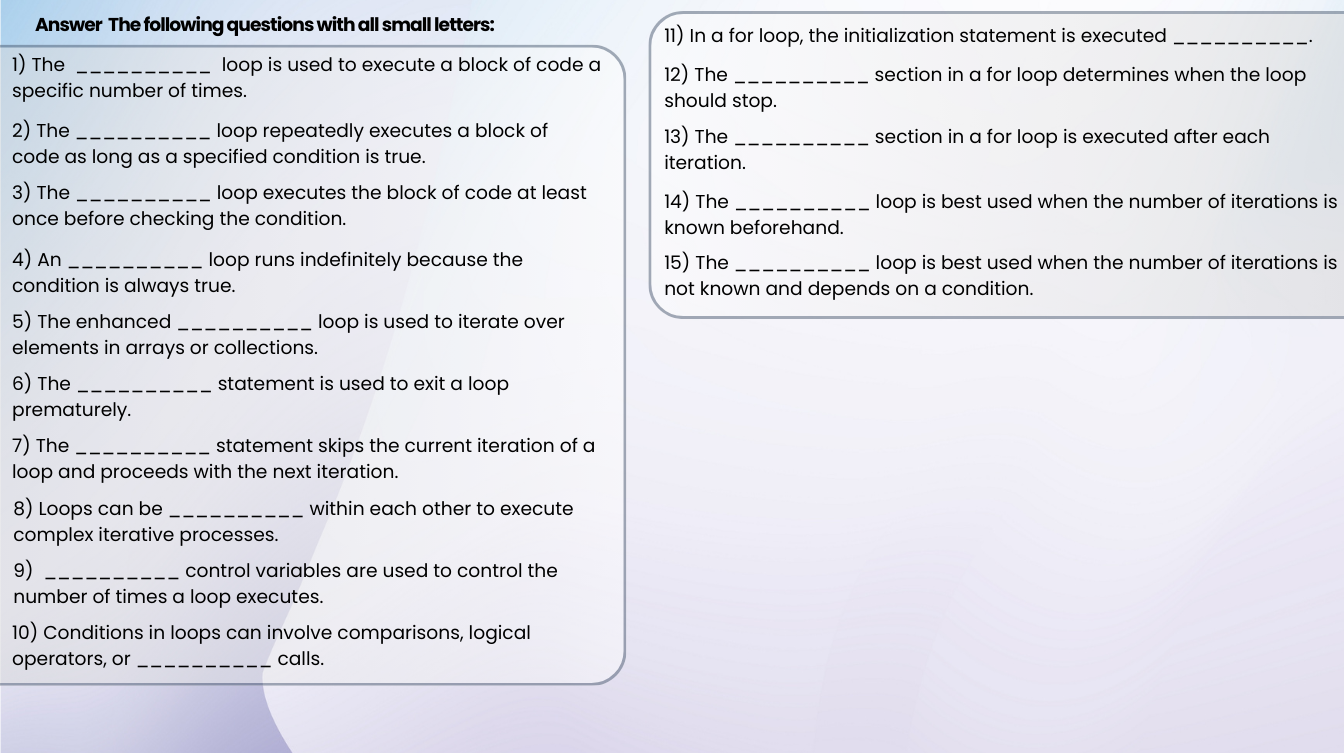 Answer The following questions with all small letters:
1) The __________ loop is used to execute a block of code a
specific number of times.
2) The __________ loop repeatedly executes a block of
code as long as a specified condition is true.
3) The __________ loop executes the block of code at least
once before checking the condition.
4) An __________ loop runs indefinitely because the
condition is always true.
5) The enhanced __________ loop is used to iterate over
elements in arrays or collections.
6) The __________ statement is used to exit a loop
prematurely.
7) The __________ statement skips the current iteration of a
loop and proceeds with the next iteration.
8) Loops can be __________ within each other to execute
complex iterative processes.
9) __________ control variables are used to control the
number of times a loop executes.
10) Conditions in loops can involve comparisons, logical
operators, or __________ calls.
11) In a for loop, the initialization statement is executed __________.
12) The __________ section in a for loop determines when the loop
should stop.
13) The __________ section in a for loop is executed after each
iteration.
14) The __________ loop is best used when the number of iterations is
known beforehand.
15) The __________ loop is best used when the number of iterations is
not known and depends on a condition.